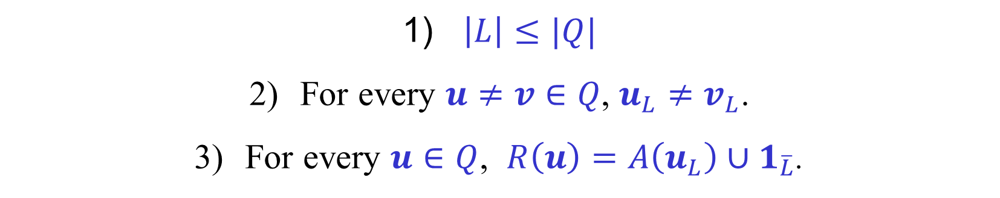 1) |L| ≤ |Q|
2) For every u ≠ v ∈ Q, u_L ≠ v_L.
3) For every u ∈ Q, R(u) = A(u_L) ∪ 1_L̄.